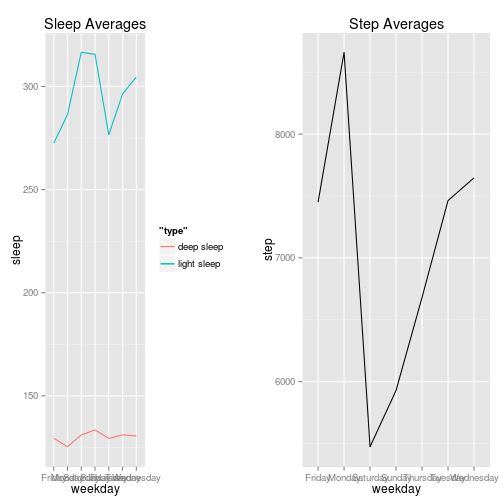 Sleep Averages
300
250
200
150
sleep
weekday
"type"
deep sleep
light sleep
Step Averages
8000
7000
6000
step
Friday Monday Saturday Sunday Thursday Tuesday Wednesday
weekday